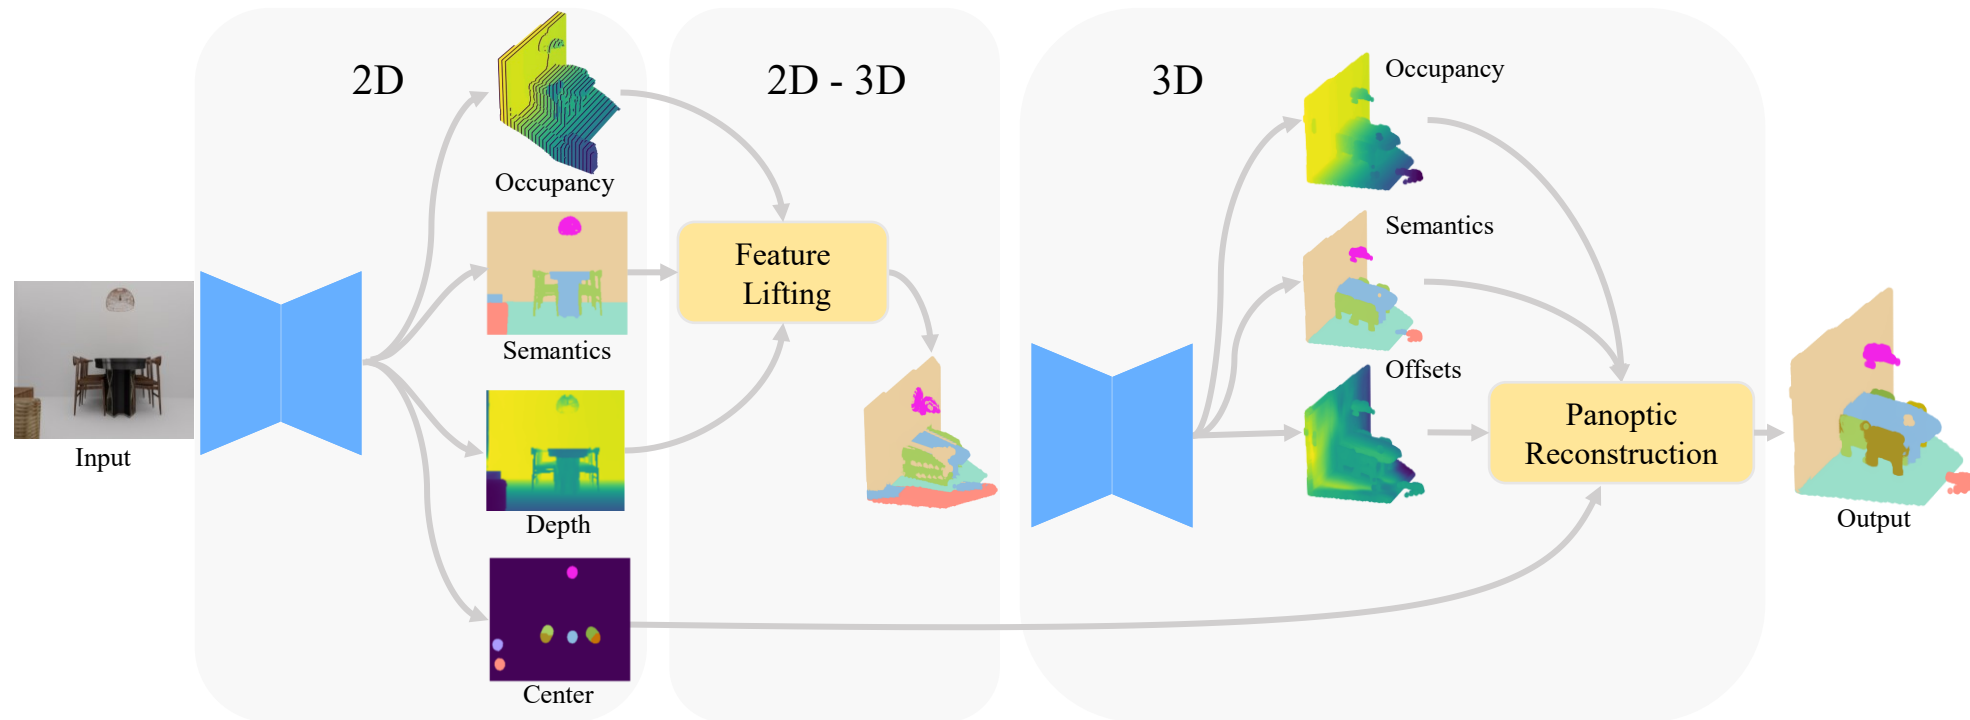 2D
2D - 3D
3D
Occupancy
Semantics
Depth
Center
Input
Feature
Lifting
Occupancy
Semantics
Offsets
Panoptic
Reconstruction
Output